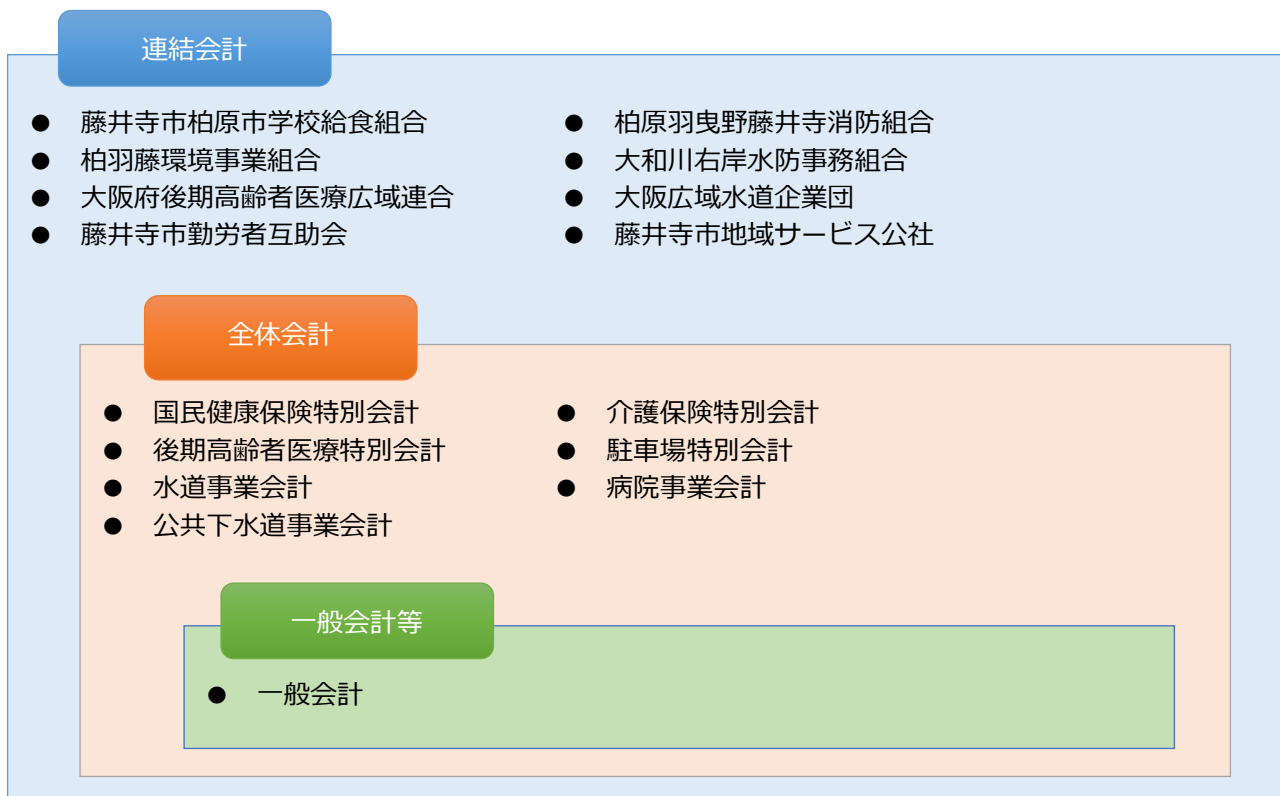 連結会計
● 藤井寺市柏原市学校給食組合 ● 柏原羽曳野藤井寺消防組合
● 柏羽藤環境事業組合 ● 大和川右岸水防事務組合
● 大阪府後期高齢者医療広域連合 ● 大阪広域水道企業団
● 藤井寺市勤労者互助会 ● 藤井寺市地域サービス公社
全体会計
● 国民健康保険特別会計 ● 介護保険特別会計
● 後期高齢者医療特別会計 ● 駐車場特別会計
● 水道事業会計 ● 病院事業会計
● 公共下水道事業会計
一般会計等
● 一般会計